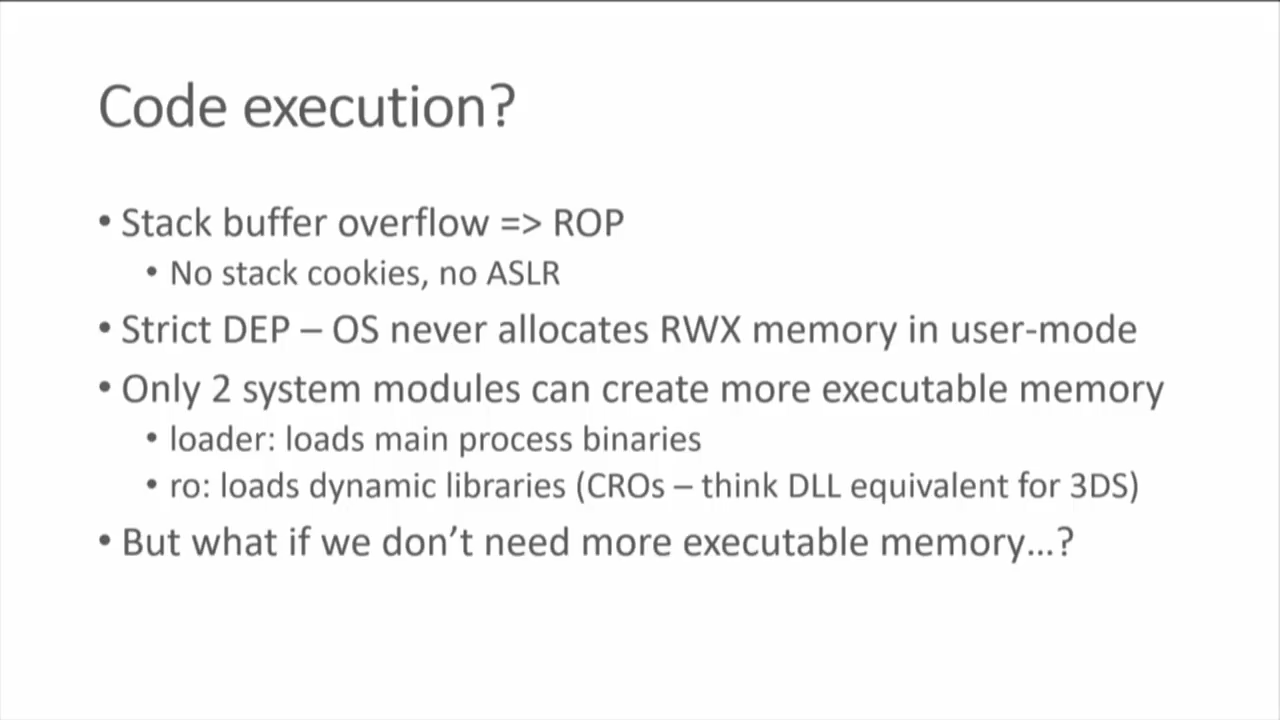 Code execution?
• Stack buffer overflow => ROP
• No stack cookies, no ASLR
• Strict DEP – OS never allocates RWX memory in user-mode
• Only 2 system modules can create more executable memory
• loader: loads main process binaries
• ro: loads dynamic libraries (CROs – think DLL equivalent for 3DS)
• But what if we don’t need more executable memory…?